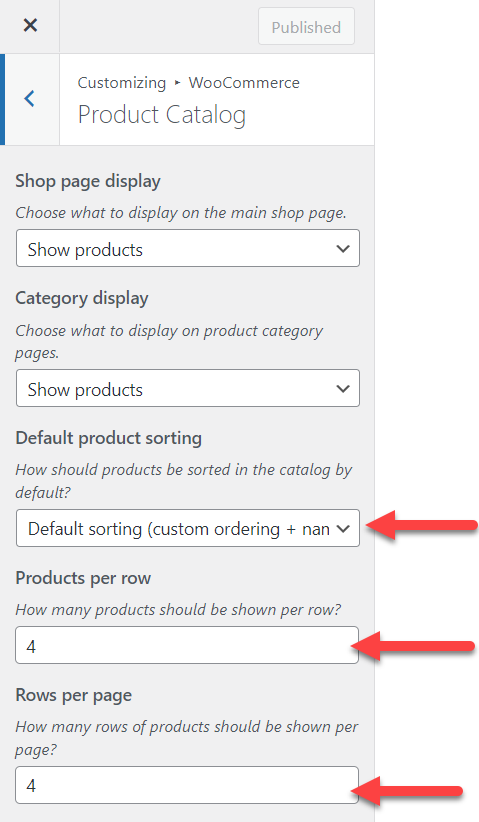 Published
Customizing ▸ WooCommerce
Product Catalog
Shop page display
Choose what to display on the main shop page.
Show products
Category display
Choose what to display on product category
pages.
Show products
Default product sorting
How should products be sorted in the catalog by
default?
Default sorting (custom ordering + nan
Products per row
How many products should be shown per row?
4
Rows per page
How many rows of products should be shown per
page?
4